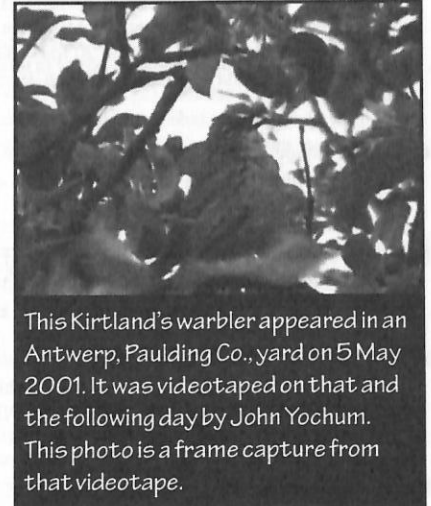 This Kirtland's warbler appeared in an
Antwerp, Paulding Co., yard on 5 May
2001. It was videotaped on that and
the following day by John Yochum.
This photo is a frame capture from
that videotape.